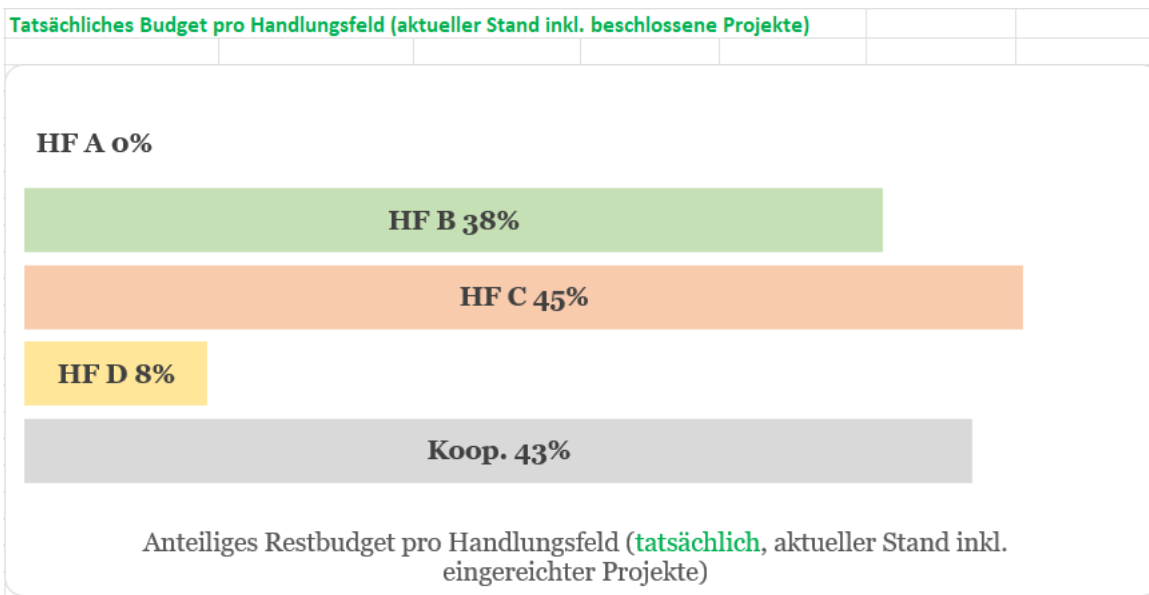 Tatsächliches Budget pro Handlungsfeld (aktueller Stand inkl. beschlossene Projekte)
HF A 0%
HF B 38%
HF C 45%
HF D 8%
Koop. 43%
Anteiliges Restbudget pro Handlungsfeld (tatsächlich, aktueller Stand inkl.
eingereichter Projekte)